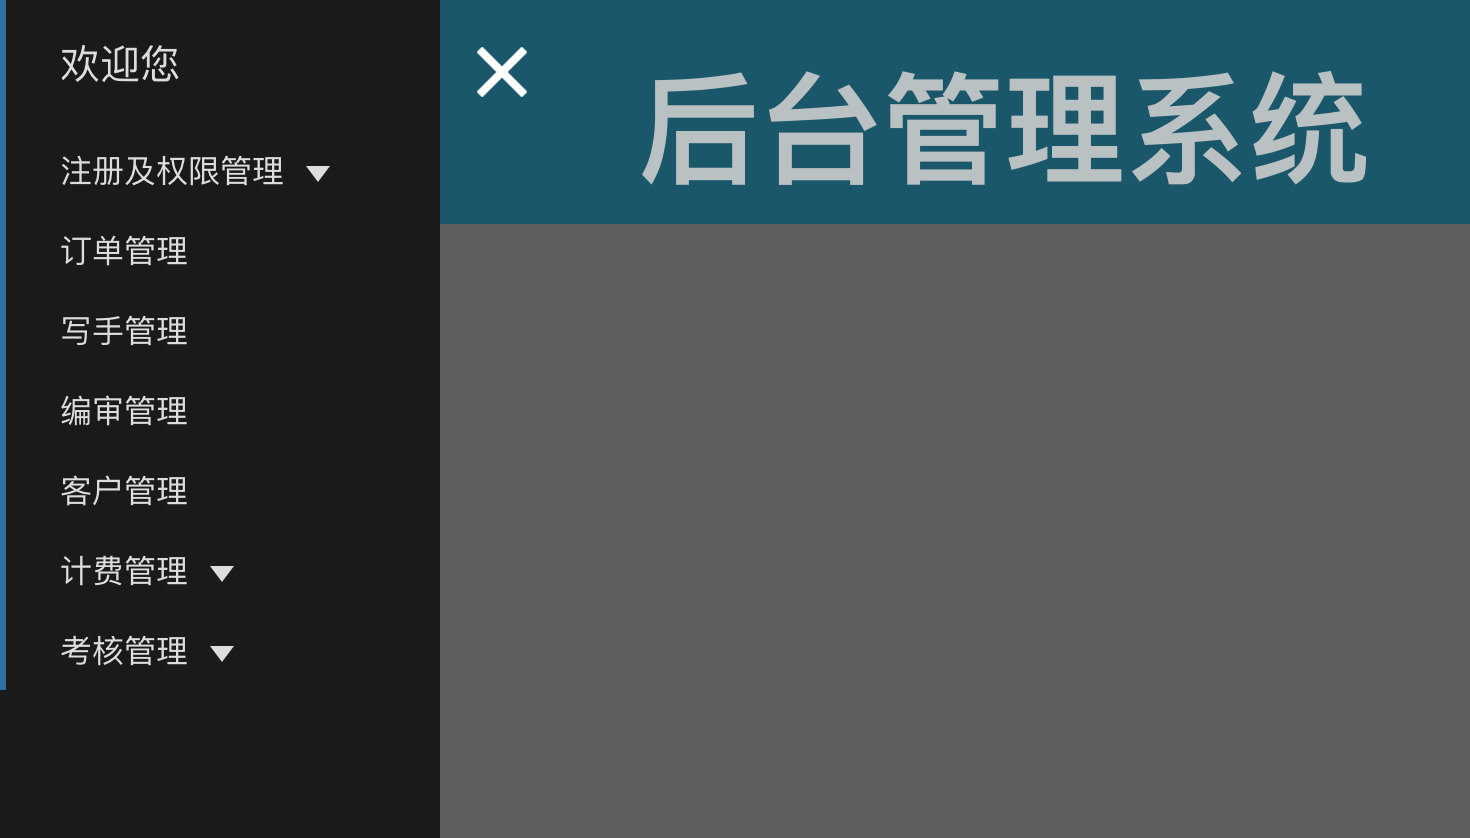 欢迎您
注册及权限管理
订单管理
写手管理
编审管理
客户管理
计费管理
考核管理
后台管理系统